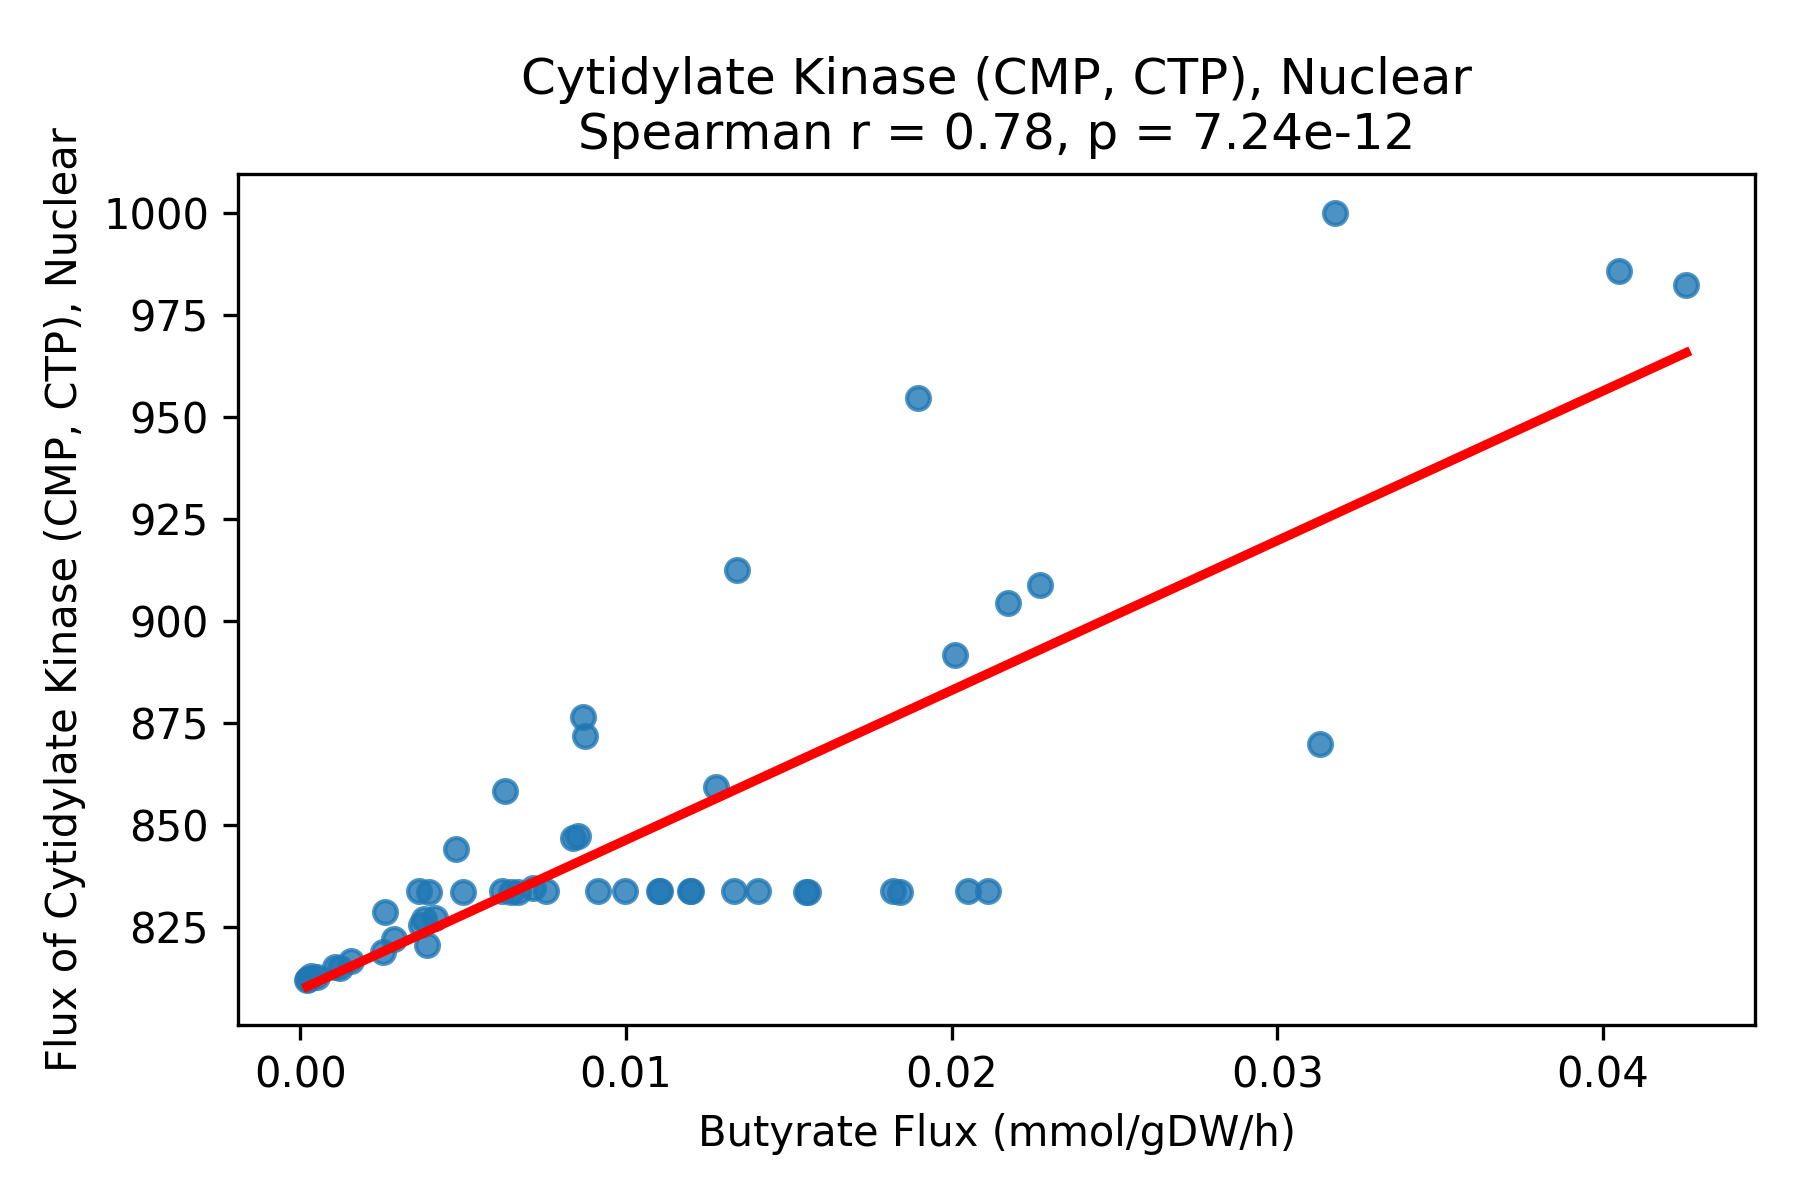 Cytidylate Kinase (CMP, CTP), Nuclear
Spearman r = 0.78, p = 7.24e-12
Flux of Cytidylate Kinase (CMP, CTP), Nuclear
1000
975
950
925
900
875
850
825
0.00 0.01 0.02 0.03 0.04
Butyrate Flux (mmol/gDW/h)